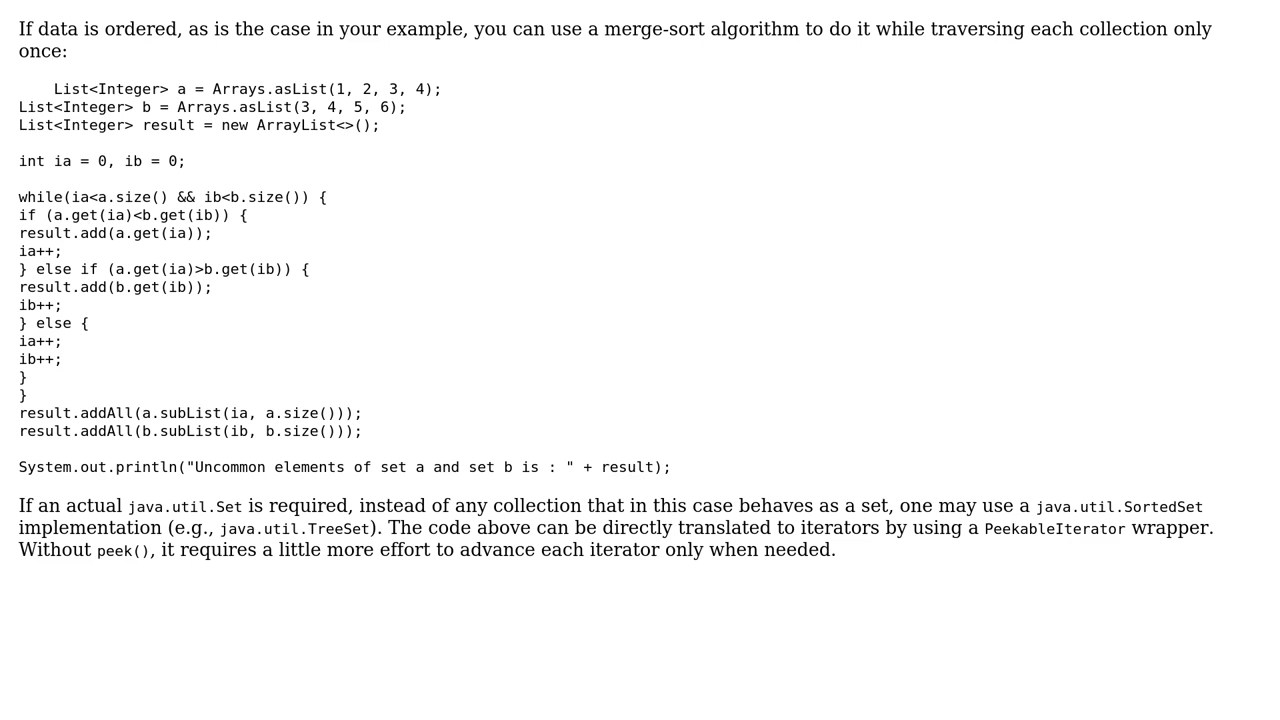 If data is ordered, as is the case in your example, you can use a merge-sort algorithm to do it while traversing each collection only
once:
    List<Integer> a = Arrays.asList(1, 2, 3, 4);
List<Integer> b = Arrays.asList(3, 4, 5, 6);
List<Integer> result = new ArrayList<>();

int ia = 0, ib = 0;

while(ia<a.size() && ib<b.size()) {
if (a.get(ia)<b.get(ib)) {
result.add(a.get(ia));
ia++;
} else if (a.get(ia)>b.get(ib)) {
result.add(b.get(ib));
ib++;
} else {
ia++;
ib++;
}
}
result.addAll(a.subList(ia, a.size()));
result.addAll(b.subList(ib, b.size()));

System.out.println("Uncommon elements of set a and set b is : " + result);
If an actual java.util.Set is required, instead of any collection that in this case behaves as a set, one may use a java.util.SortedSet
implementation (e.g., java.util.TreeSet). The code above can be directly translated to iterators by using a PeekableIterator wrapper.
Without peek(), it requires a little more effort to advance each iterator only when needed.